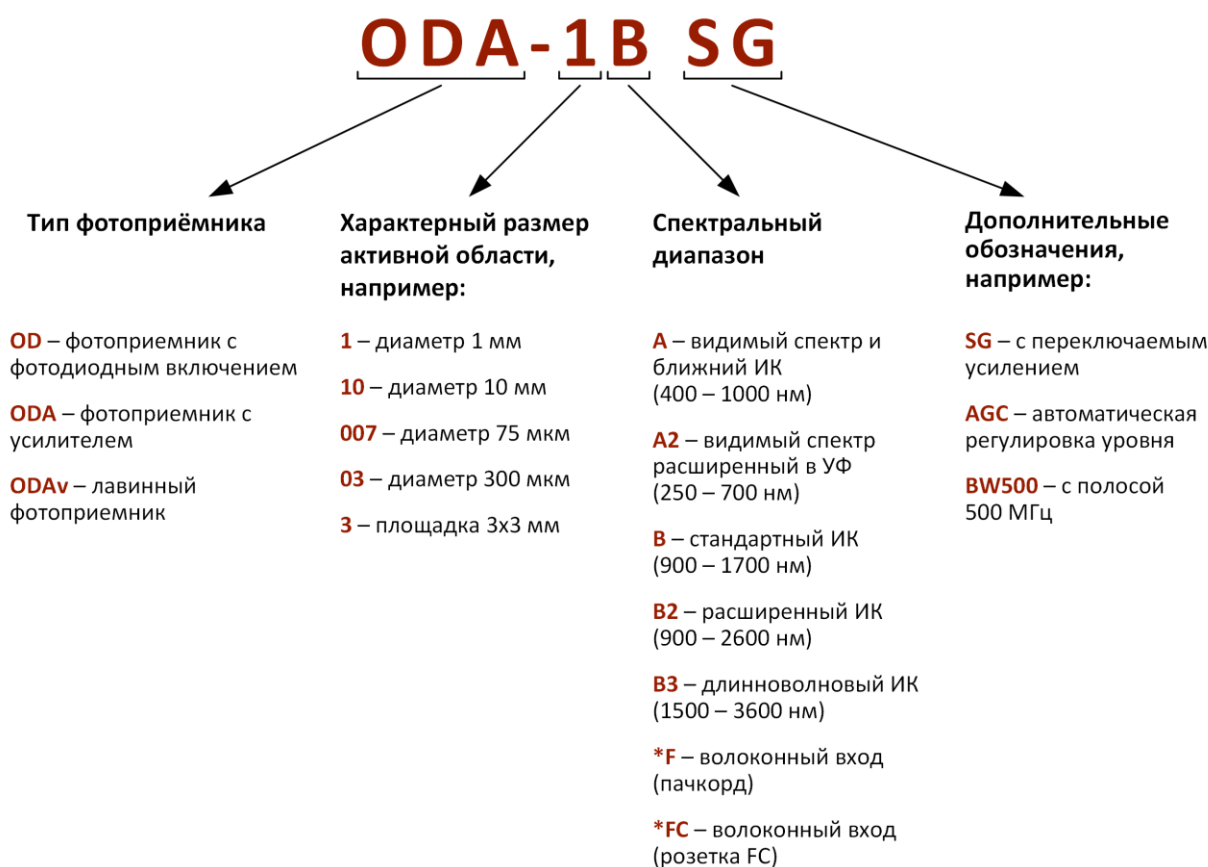 ODA-1B SG
Тип фотоприёмника
OD – фотоприемник с
фотодиодным включением
ODA – фотоприемник с
усилителем
ODAv – лавинный
фотоприемник
Характерный размер
активной области,
например:
1 – диаметр 1 мм
10 – диаметр 10 мм
007 – диаметр 75 мкм
03 – диаметр 300 мкм
3 – площадка 3x3 мм
Спектральный
диапазон
A – видимый спектр и
ближний ИК
(400 – 1000 нм)
A2 – видимый спектр
расширенный в УФ
(250 – 700 нм)
B – стандартный ИК
(900 – 1700 нм)
B2 – расширенный ИК
(900 – 2600 нм)
B3 – длинноволновый ИК
(1500 – 3600 нм)
*F – волоконный вход
(пачкорд)
*FC – волоконный вход
(розетка FC)
Дополнительные
обозначения,
например:
SG – с переключаемым
усилением
AGC – автоматическая
регулировка уровня
BW500 – с полосой
500 МГц